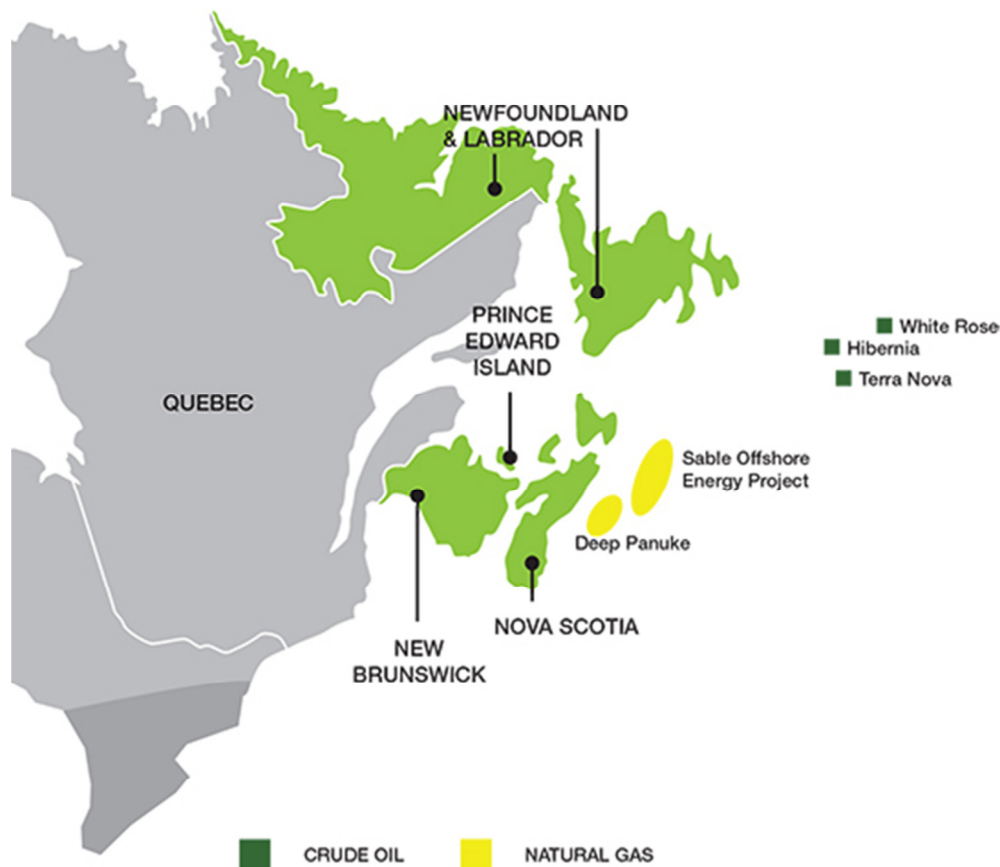 NEWFOUNDLAND
& LABRADOR
PRINCE
EDWARD
ISLAND
White Rose
Hibernia
Terra Nova
QUEBEC
Sable Offshore
Energy Project
Deep Panuke
NOVA SCOTIA
NEW
BRUNSWICK
CRUDE OIL
NATURAL GAS